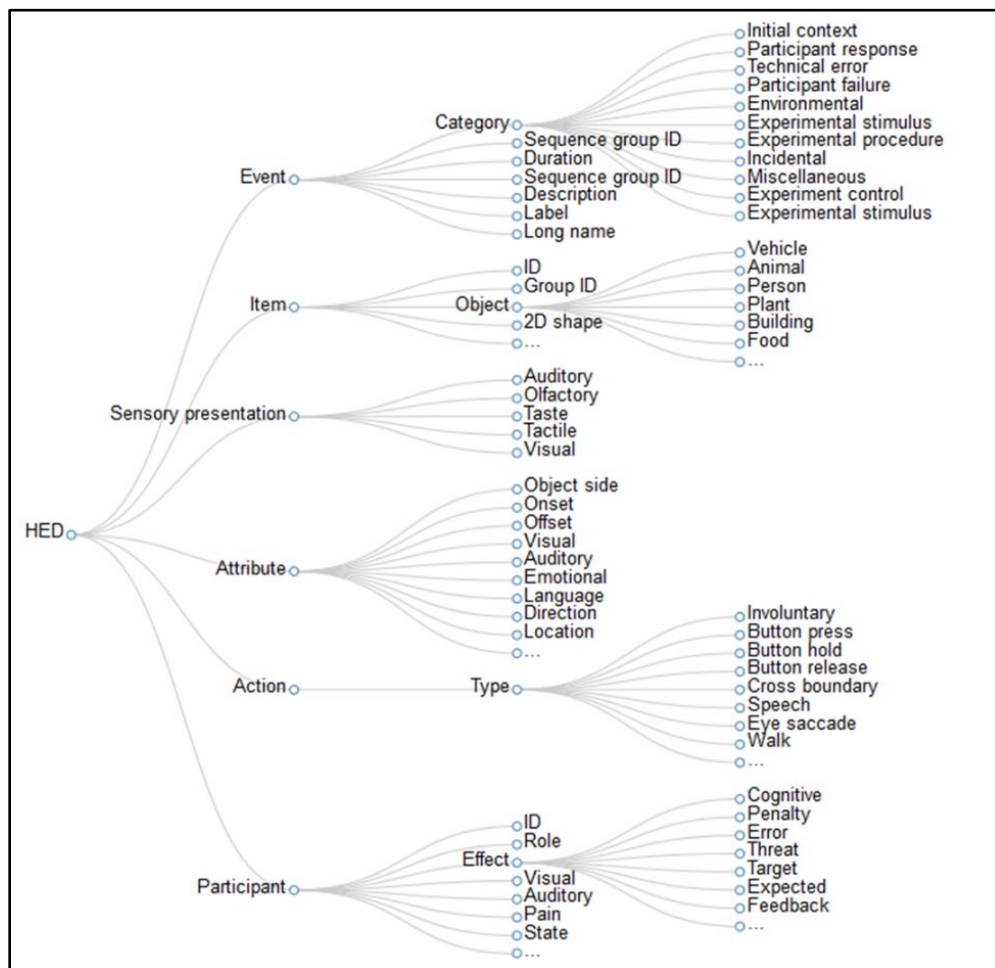 Initial context
Participant response
Technical error
Participant failure
Environmental
Category
Experimental stimulus
Sequence group ID
Experimental procedure
Duration
Incidental
Event
Sequence group ID
Miscellaneous
Description
Experiment control
Label
Experimental stimulus
Long name
Vehicle
ID
Animal
Group ID
Person
Item
Object
Plant
2D shape
Building
...
Food
...
Auditory
Olfactory
Sensory presentation
Taste
Tactile
Visual
Object side
Onset
Offset
HED
Visual
Auditory
Attribute
Emotional
Language
Direction
Involuntary
Location
Button press
...
Button hold
Button release
Action
Type
Cross boundary
Speech
Eye saccade
Walk
...
Cognitive
ID
Penalty
Role
Error
Effect
Threat
Visual
Target
Participant
Auditory
Expected
Pain
Feedback
State
...
...